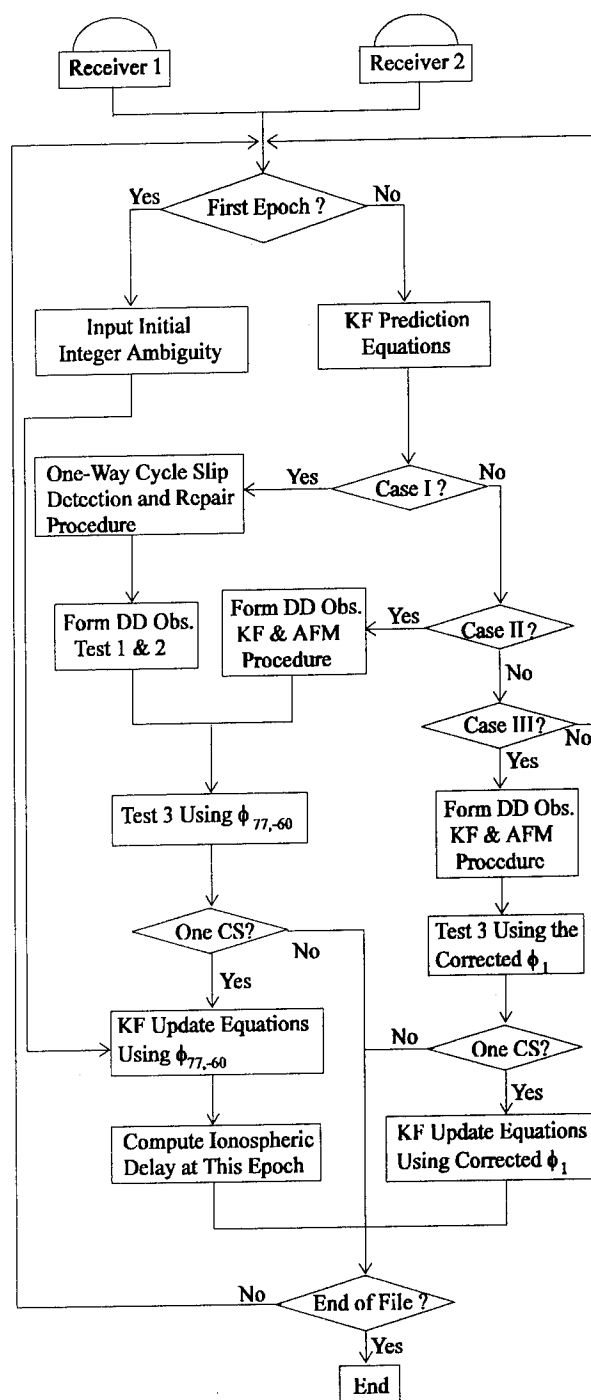 Receiver 1
Receiver 2
Yes
No
First Epoch ?
Input Initial
Integer Ambiguity
KF Prediction
Equations
One-Way Cycle Slip
Detection and Repair
Procedure
Yes
Case I ?
No
Form DD Obs.
Test 1 & 2
Form DD Obs.
KF & AFM
Procedure
Yes
Case II ?
No
Case III?
No
Yes
Test 3 Using ϕ77,-60
Form DD Obs.
KF & AFM
Procedure
One CS?
No
Yes
Test 3 Using the
Corrected ϕ1
KF Update Equations
Using ϕ77,-60
No
One CS?
Yes
Compute Ionospheric
Delay at This Epoch
KF Update Equations
Using Corrected ϕ1
No
End of File ?
Yes
End